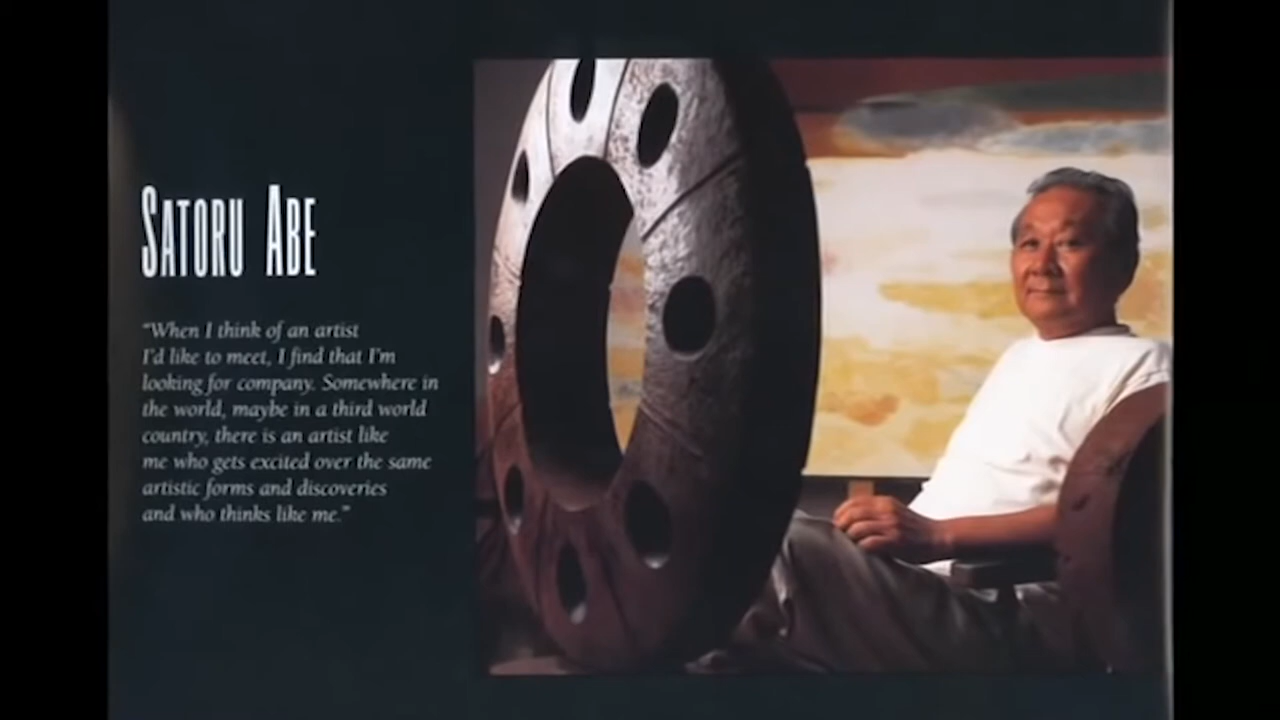 SATORU ABE
"When I think of an artist
I'd like to meet, I find that I'm
looking for company. Somewhere in
the world, maybe in a third world
country, there is an artist like
me who gets excited over the same
artistic forms and discoveries
and who thinks like me."